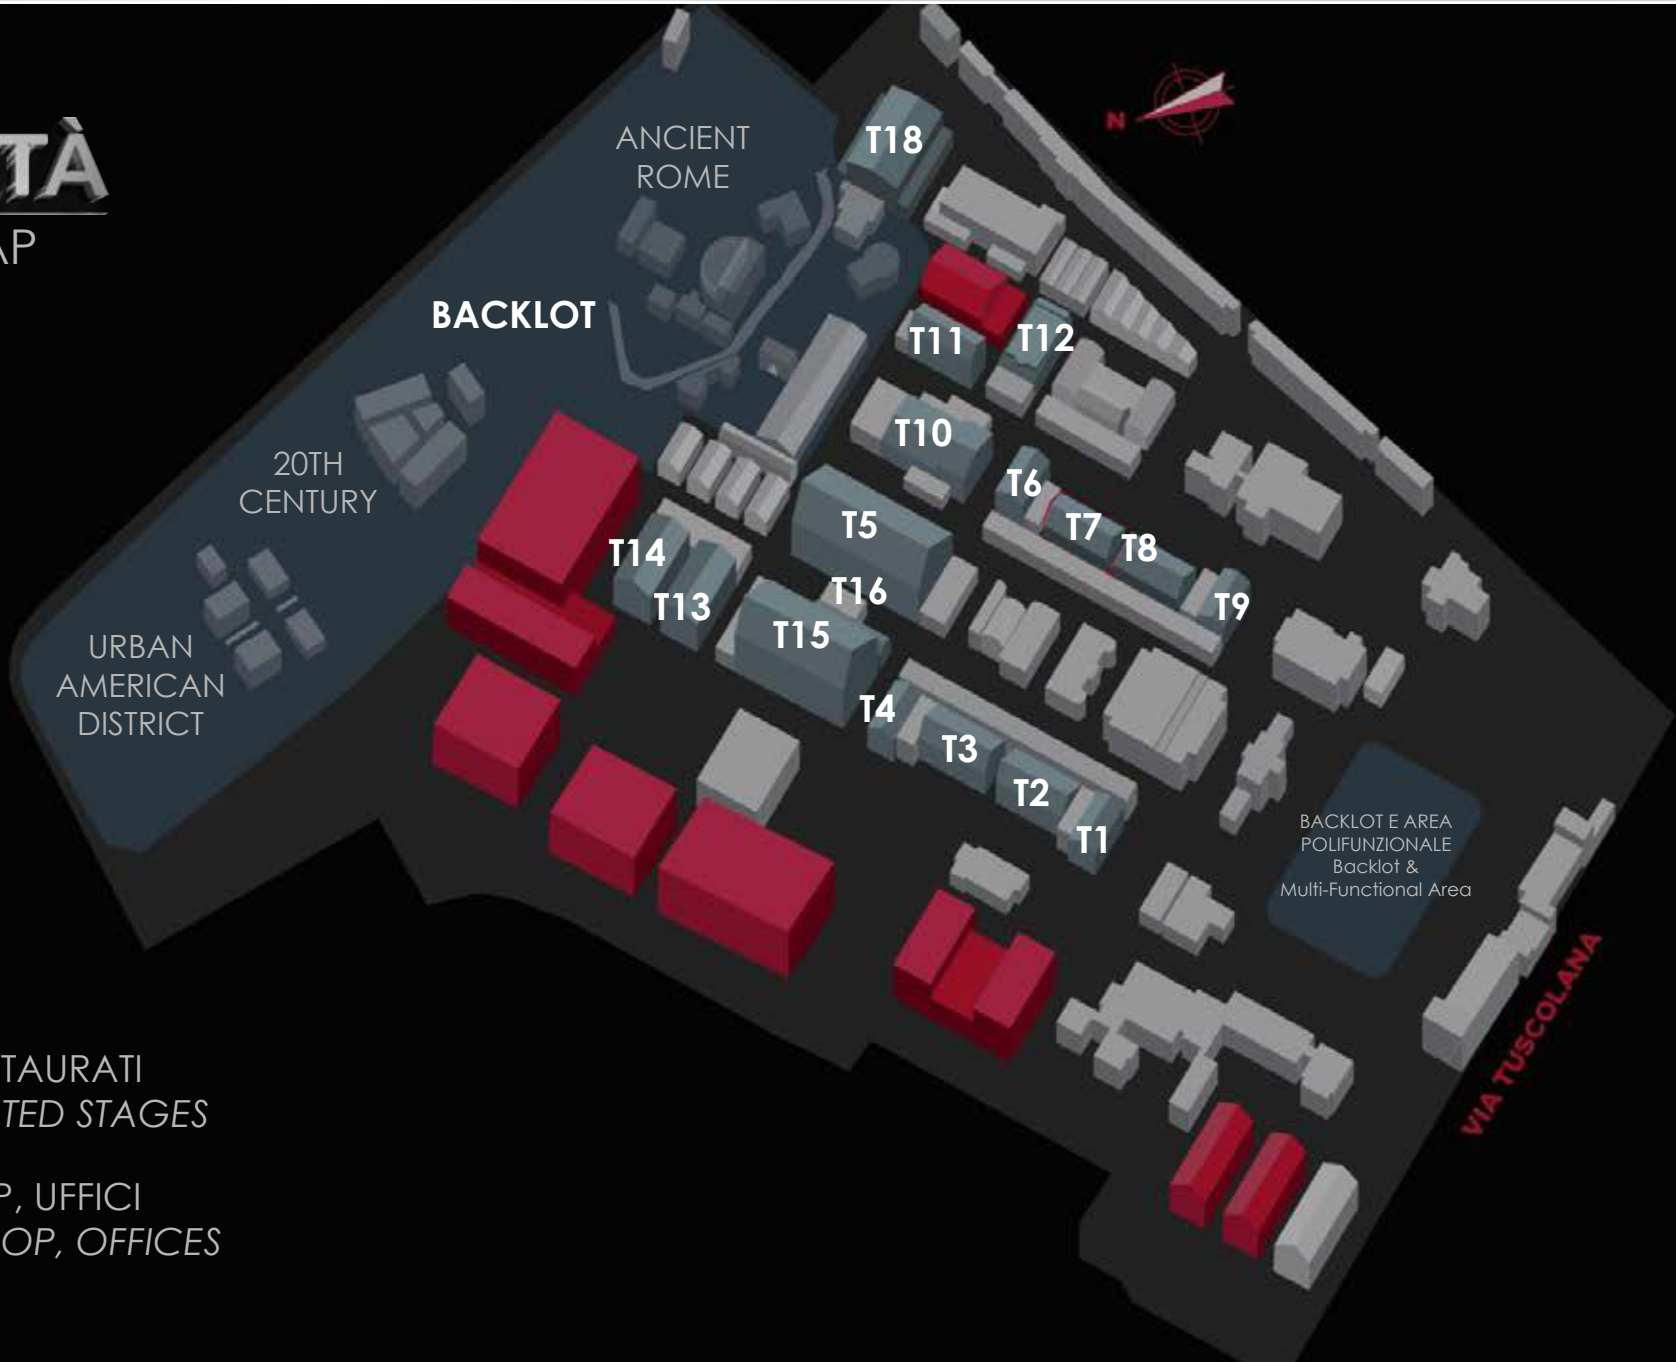 TÀ
AP
N
ANCIENT
ROME
T18
BACKLOT
T11
T12
T10
20TH
CENTURY
T6
T5
T7
T8
T14
T16
T13
T9
T15
URBAN
AMERICAN
DISTRICT
T4
T3
T2
T1
BACKLOT E AREA
POLIFUNZIONALE
Backlot &
Multi-Functional Area
VIA TUSCOLANA
TAURATI
TED STAGES
P, UFFICI
OP, OFFICES